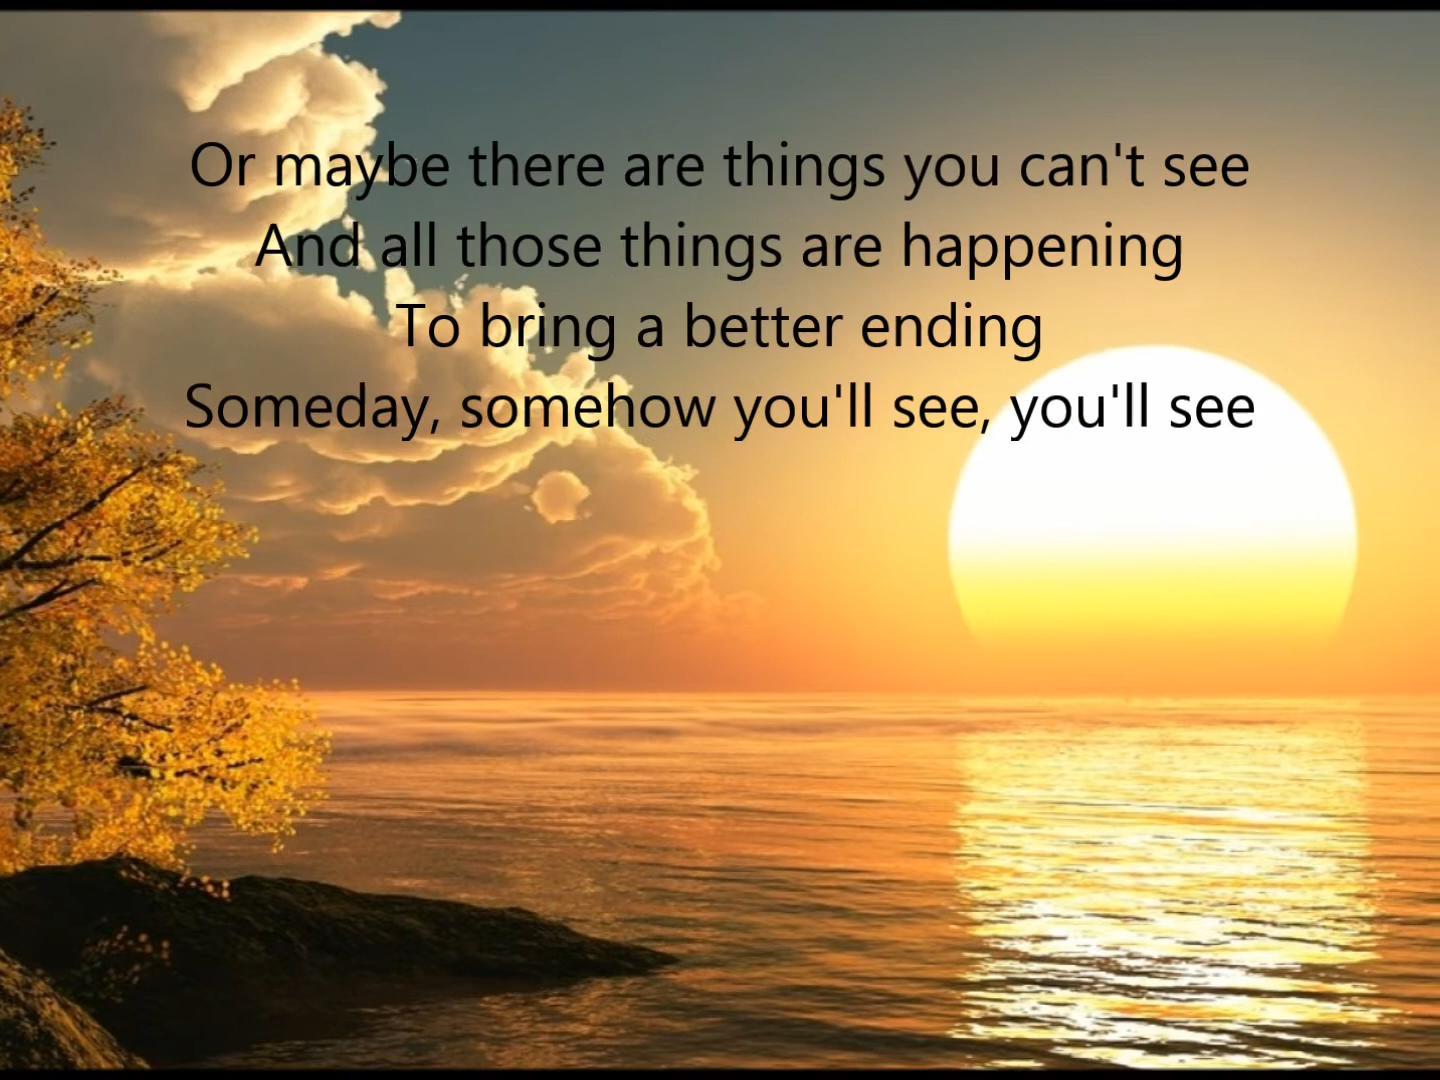 Or maybe there are things you can't see
And all those things are happening
To bring a better ending
Someday, somehow you'll see, you'll see